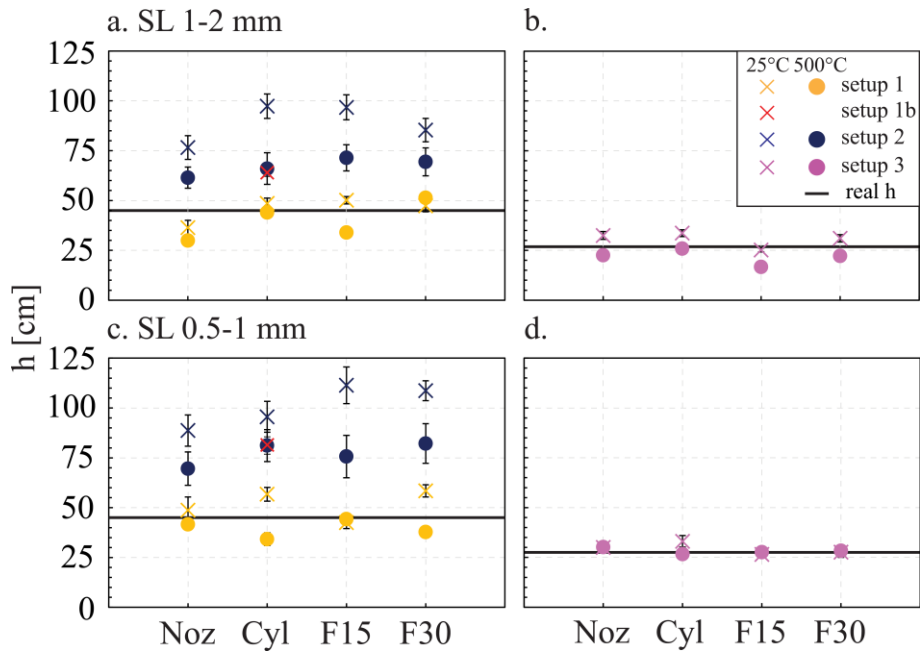 a. SL 1-2 mm
b.
125
100
75
50
25
0
25°C 500°C
setup 1
setup 1b
setup 2
setup 3
real h
h [cm]
c. SL 0.5-1 mm
d.
125
100
75
50
25
0
Noz Cyl F15 F30
Noz Cyl F15 F30